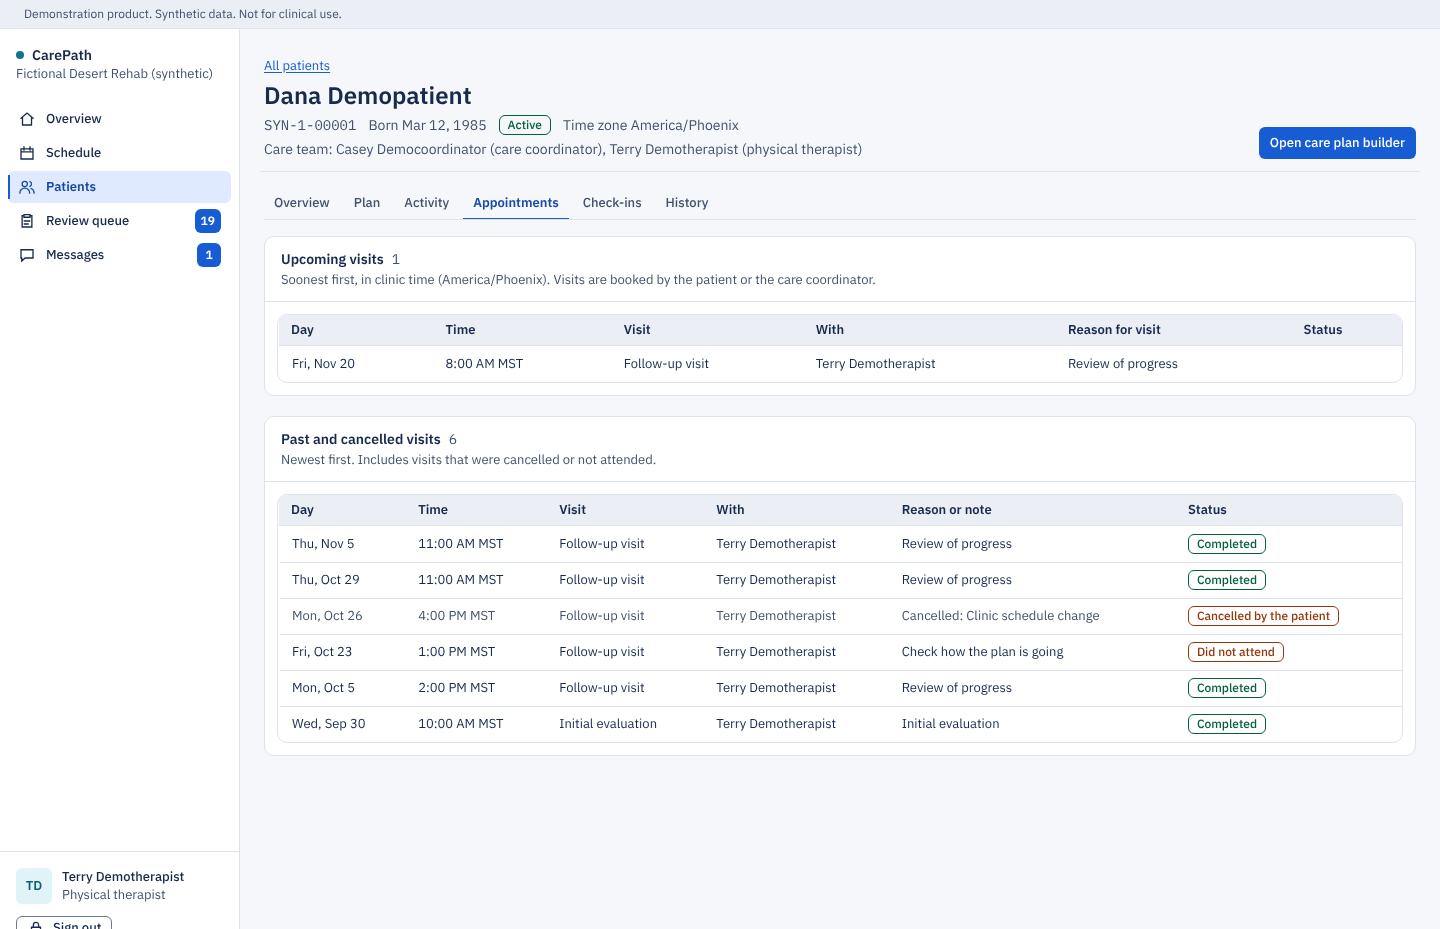 Demonstration product. Synthetic data. Not for clinical use.
CarePath
Fictional Desert Rehab (synthetic)
Overview
Schedule
Patients
Review queue 19
Messages 1
All patients
Dana Demopatient
SYN-1-00001 Born Mar 12, 1985 Active Time zone America/Phoenix
Care team: Casey Democoordinator (care coordinator), Terry Demotherapist (physical therapist)
Open care plan builder
Overview Plan Activity Appointments Check-ins History
Upcoming visits 1
Soonest first, in clinic time (America/Phoenix). Visits are booked by the patient or the care coordinator.
Day Time Visit With Reason for visit Status
Fri, Nov 20 8:00 AM MST Follow-up visit Terry Demotherapist Review of progress
Past and cancelled visits 6
Newest first. Includes visits that were cancelled or not attended.
Day Time Visit With Reason or note Status
Thu, Nov 5 11:00 AM MST Follow-up visit Terry Demotherapist Review of progress Completed
Thu, Oct 29 11:00 AM MST Follow-up visit Terry Demotherapist Review of progress Completed
Mon, Oct 26 4:00 PM MST Follow-up visit Terry Demotherapist Cancelled: Clinic schedule change Cancelled by the patient
Fri, Oct 23 1:00 PM MST Follow-up visit Terry Demotherapist Check how the plan is going Did not attend
Mon, Oct 5 2:00 PM MST Follow-up visit Terry Demotherapist Review of progress Completed
Wed, Sep 30 10:00 AM MST Initial evaluation Terry Demotherapist Initial evaluation Completed
TD
Terry Demotherapist
Physical therapist
Sign out